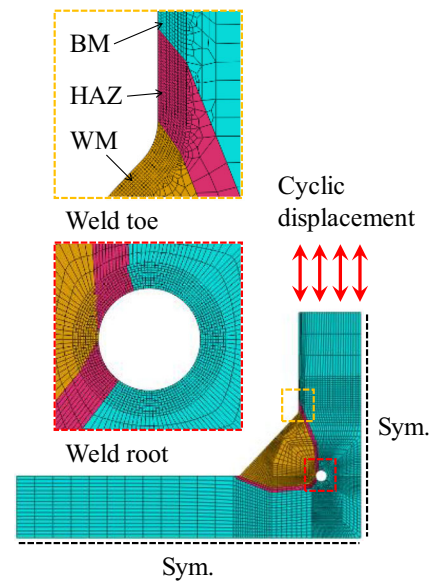 BM
HAZ
WM
Weld toe
Cyclic
displacement
Weld root
Sym.
Sym.